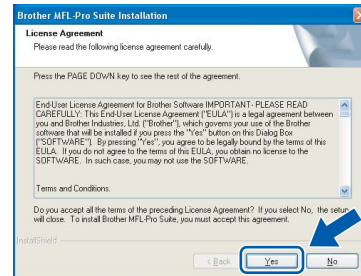 Brother MFL-Pro Suite Installation
License Agreement
Please read the following license agreement carefully.
Press the PAGE DOWN key to see the rest of the agreement.
End-User License Agreement for Brother Software IMPORTANT- PLEASE READ
CAREFULLY: This End-User License Agreement ("EULA") is a legal agreement between
you and Brother Industries, Ltd. ("Brother"), which governs your use of the Brother
software that will be installed if you press the "Yes" button on this Dialog Box
("SOFTWARE"). By pressing "Yes", you agree to be legally bound by the terms of this
EULA. If you do not agree to the terms of this EULA, you obtain no license to the
SOFTWARE. In such case, you may not use the SOFTWARE.
Terms and Conditions.
Do you accept all the terms of the preceding License Agreement? If you select No, the setup
will close. To install Brother MFL-Pro Suite, you must accept this agreement.
InstallShield
< Back
Yes
No